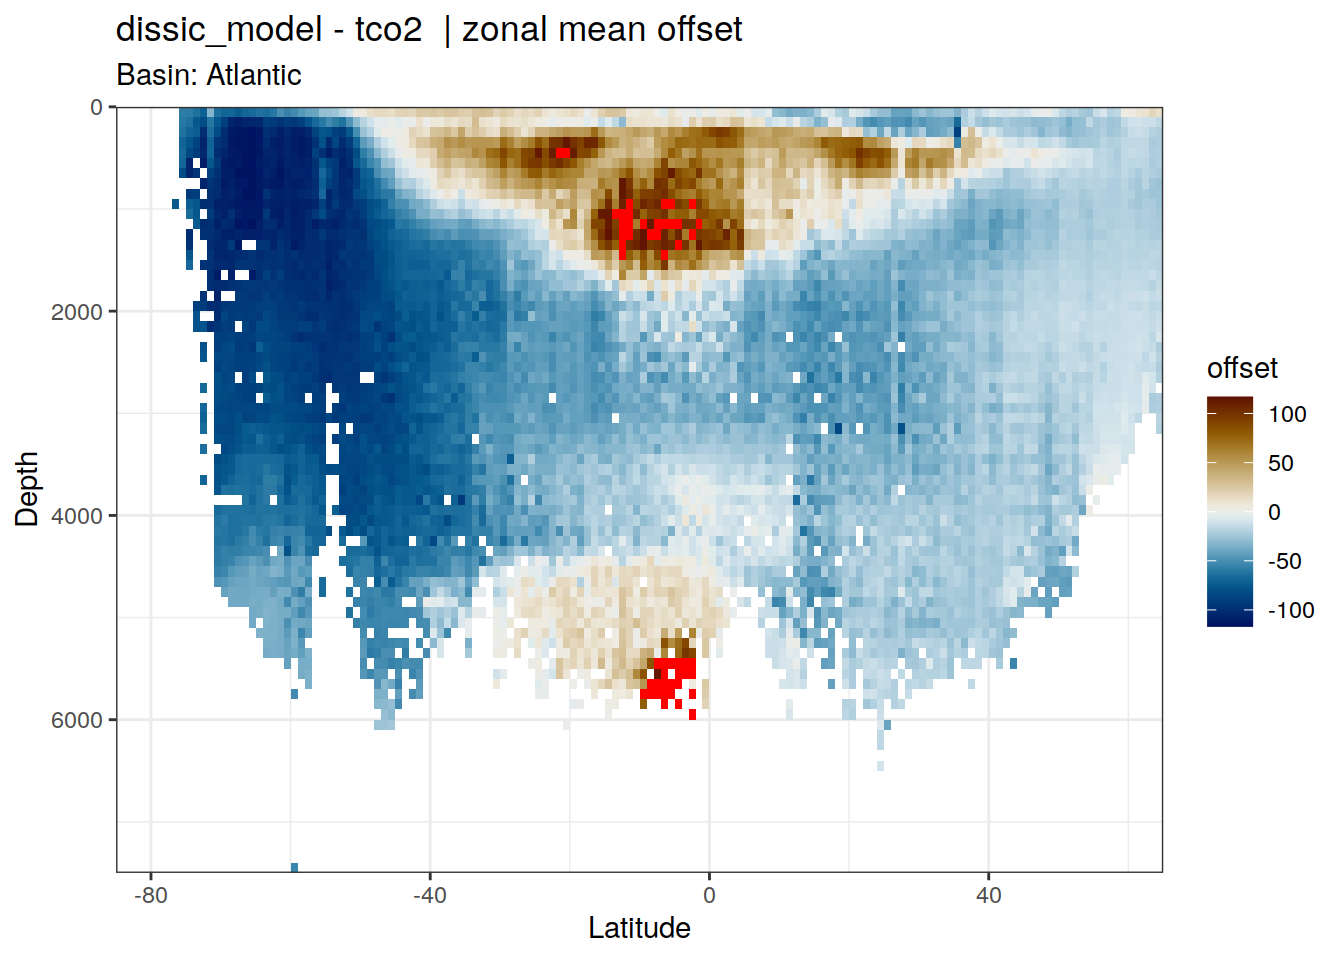 dissic_model - tco2  | zonal mean offset
Basin: Atlantic
0
2000
4000
6000
Depth
-80
-40
0
40
Latitude
offset
100
50
0
-50
-100